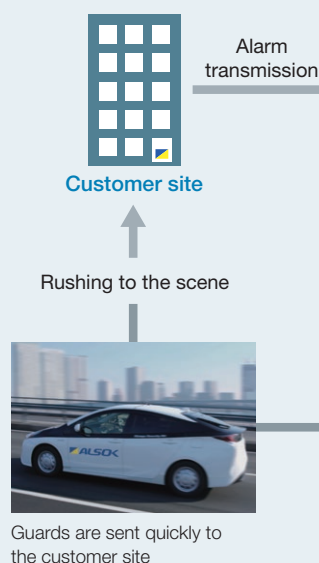 Alarm
transmission
Customer site
Rushing to the scene
ALSOK
Guards are sent quickly to
the customer site